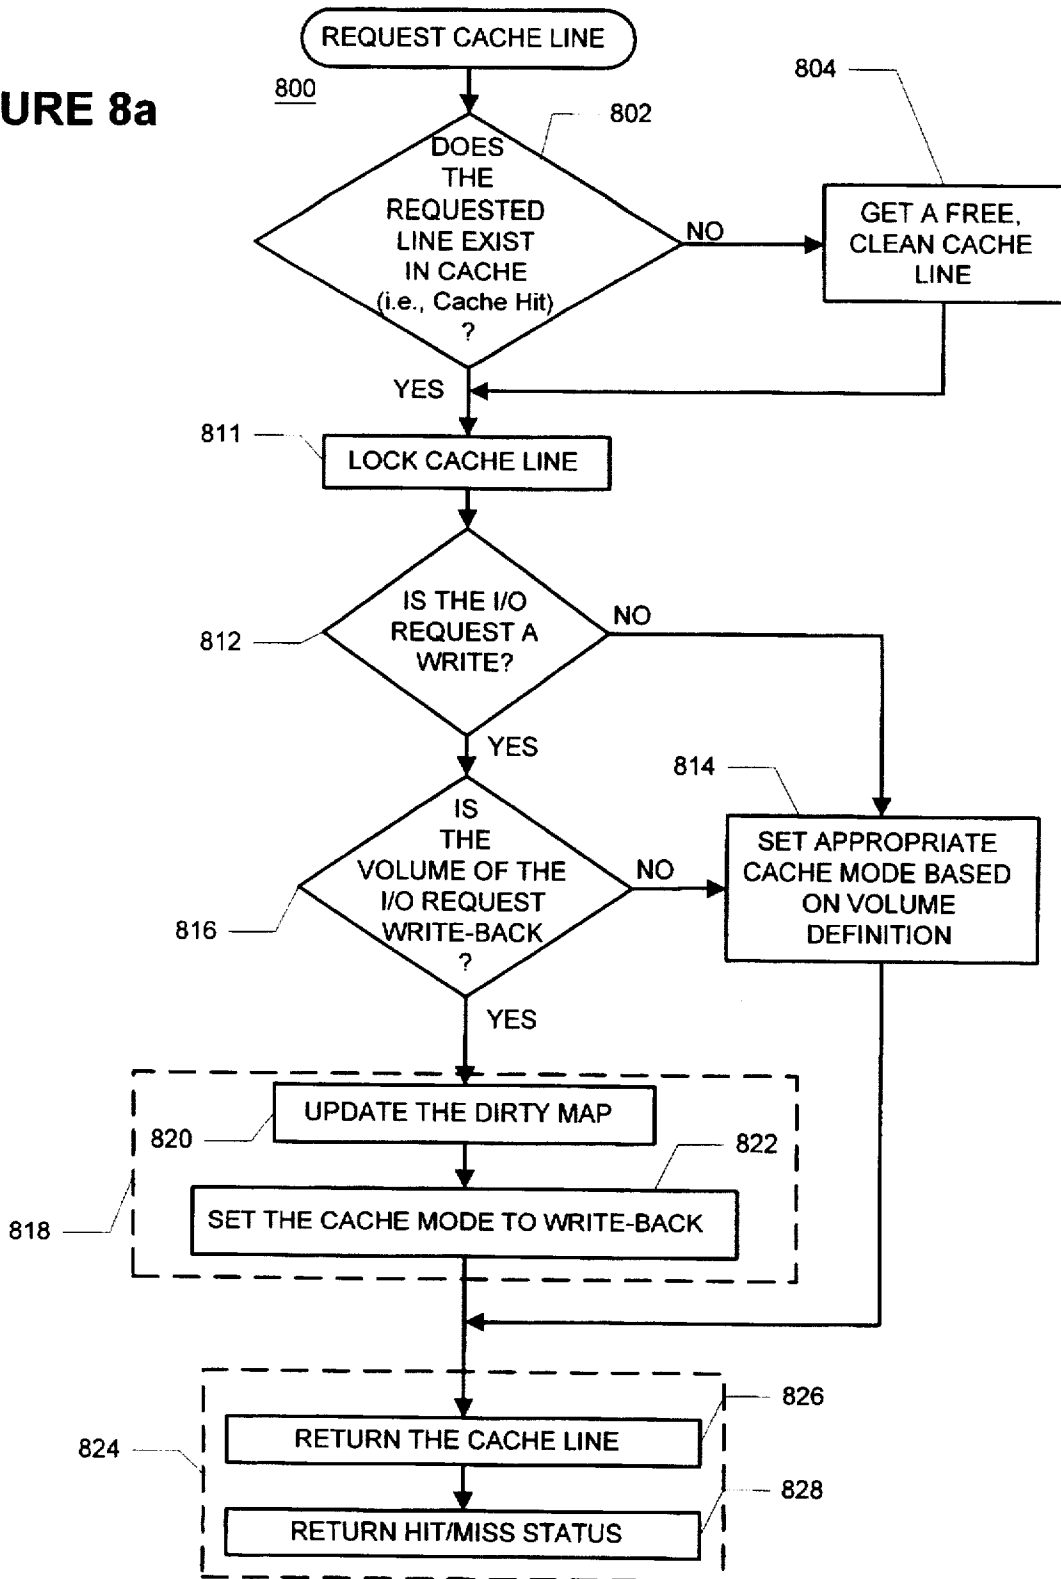 REQUEST CACHE LINE
URE 8a
800
802
804
DOES
THE
REQUESTED
LINE EXIST
IN CACHE
(i.e., Cache Hit)
?
NO
GET A FREE,
CLEAN CACHE
LINE
YES
811
LOCK CACHE LINE
812
IS THE I/O
REQUEST A
WRITE?
NO
YES
814
816
IS
THE
VOLUME OF THE
I/O REQUEST
WRITE-BACK
?
NO
SET APPROPRIATE
CACHE MODE BASED
ON VOLUME
DEFINITION
YES
820
UPDATE THE DIRTY MAP
822
818
SET THE CACHE MODE TO WRITE-BACK
826
824
RETURN THE CACHE LINE
828
RETURN HIT/MISS STATUS